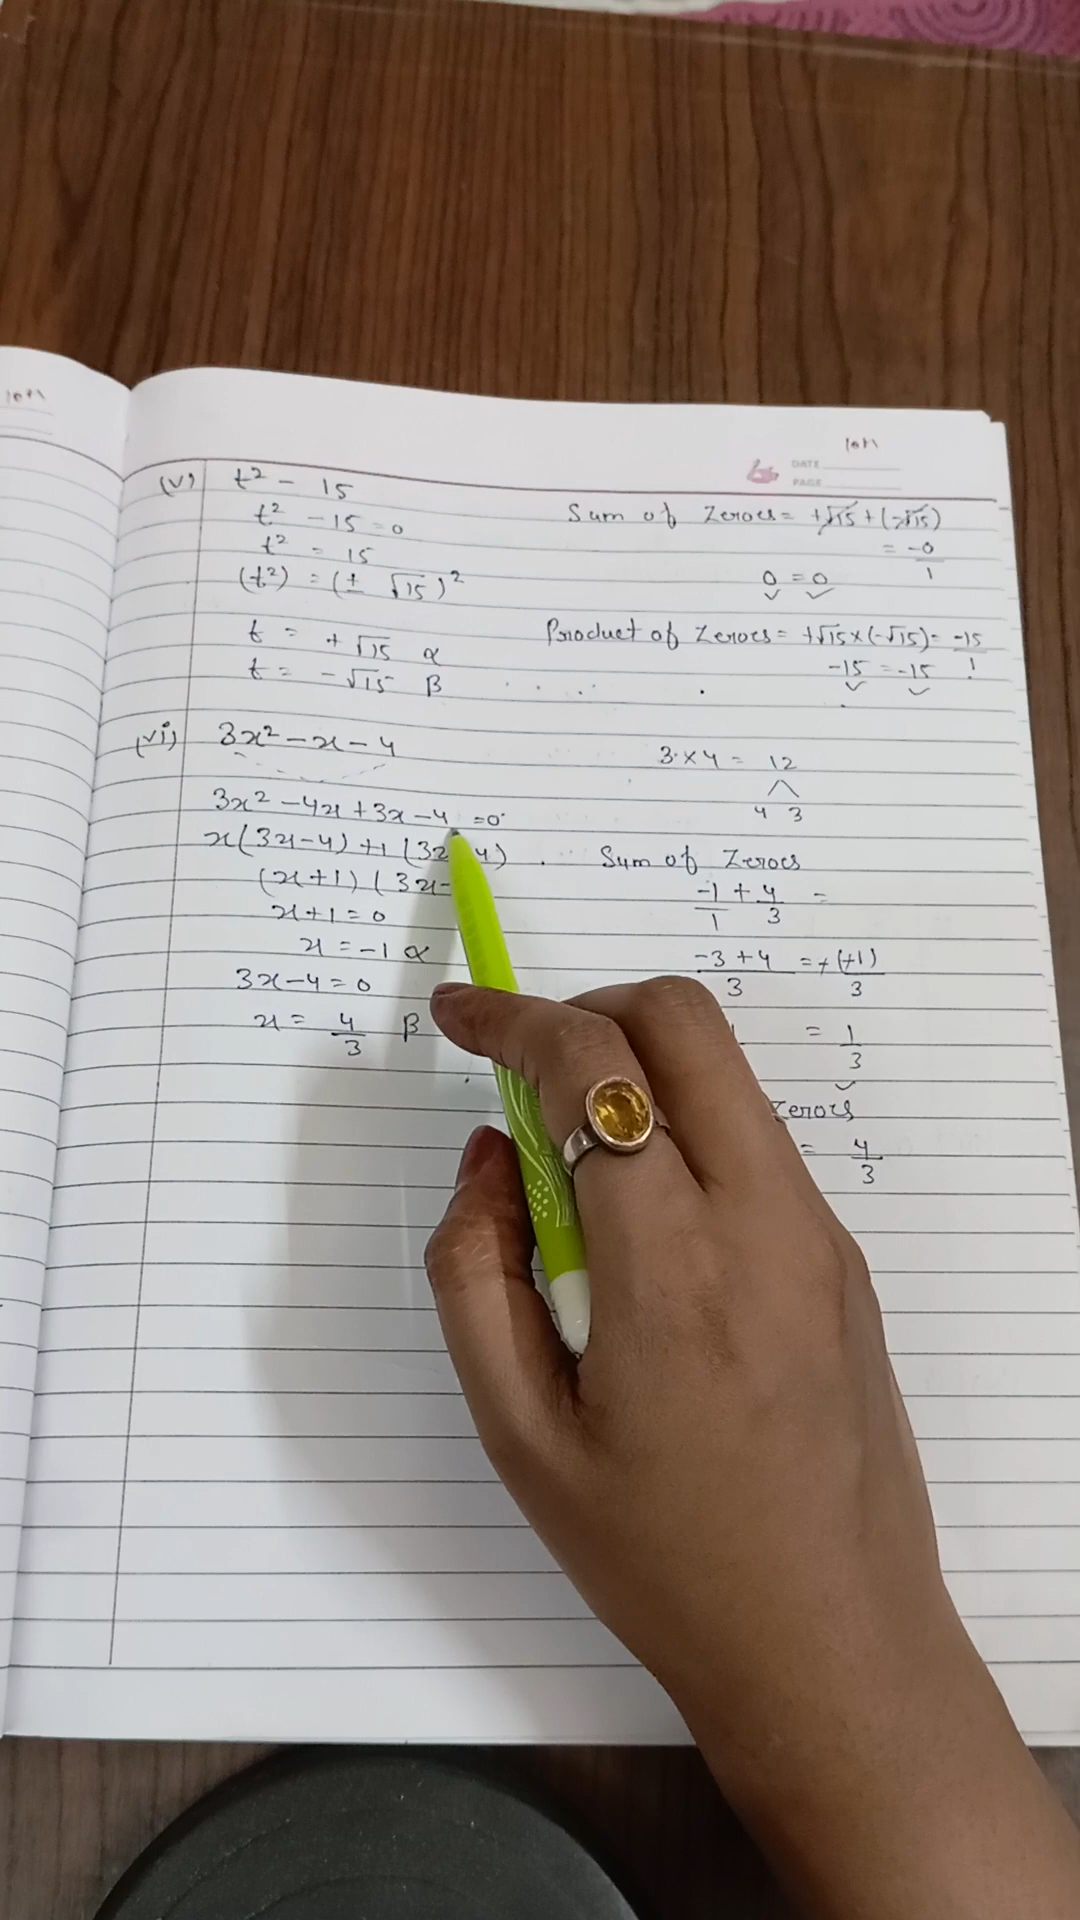 DATE
PAGE
(v) t² - 15
t² - 15 = 0
t² = 15
(t²) = (± √15)²
t = +√15 α
t = -√15 β
Sum of Zeroes = +√15 + (-√15)
= -0/1
0 = 0
Product of Zeroes = +√15 × (-√15) = -15/1
-15 = -15
(vi) 3x² - x - 4
3x² - 4x + 3x - 4 = 0
x(3x - 4) + 1(3x 4)
(x + 1) (3x -
x + 1 = 0
x = -1 α
3x - 4 = 0
x = 4/3 β
3 × 4 = 12
4 3
Sum of Zeroes
-1/1 + 4/3 =
-3 + 4/3 = +(+1)/3
= 1/3
Zeroes
= 4/3